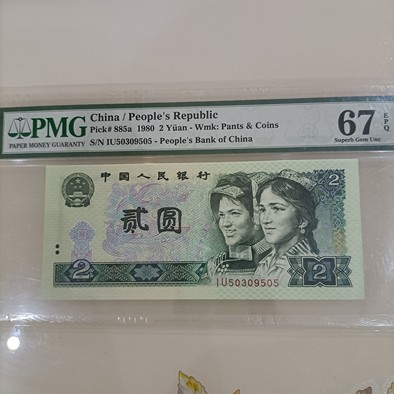 PMG
PAPER MONEY GUARANTY
China / People's Republic
Pick# 885a 1980 2 Yüan - Wmk: Pants & Coins
S/N IU50309505 - People's Bank of China
67 EPQ
Superb Gem Unc
中国人民银行
2
贰圆
2
2
IU50309505